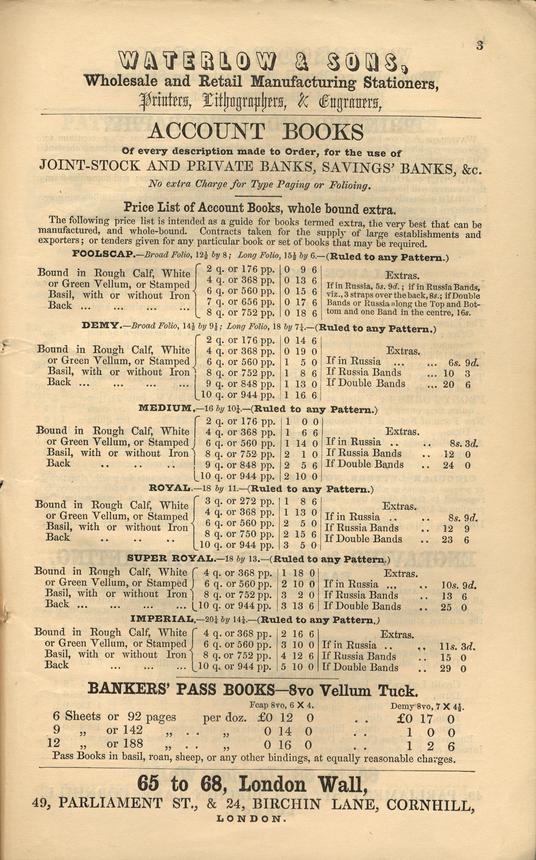 3
WATERLOW & SONS,
Wholesale and Retail Manufacturing Stationers,
Printers, Lithographers, & Engravers,
ACCOUNT BOOKS
Of every description made to Order, for the use of
JOINT-STOCK AND PRIVATE BANKS, SAVINGS' BANKS, &c.
No extra Charge for Type Paging or Folioing.
Price List of Account Books, whole bound extra.
The following price list is intended as a guide for books termed extra, the very best that can be
manufactured, and whole-bound. Contracts taken for the supply of large establishments and
exporters; or tenders given for any particular book or set of books that may be required.
FOOLSCAP.—Broad Folio, 12½ by 8; Long Folio, 15½ by 6.—(Ruled to any Pattern.)
Bound in Rough Calf, White
or Green Vellum, or Stamped
Basil, with or without Iron
Back ... ... ... ...
2 q. or 176 pp. 0 9 6
4 q. or 368 pp. 0 13 6
6 q. or 560 pp. 0 15 6
7 q. or 656 pp. 0 17 6
8 q. or 752 pp. 0 18 6
Extras.
If in Russia, 5s. 9d.; if in Russia Bands,
viz., 3 straps over the back, 8s.; if Double
Bands or Russia along the Top and Bot-
tom and one Band in the centre, 16s.
DEMY.—Broad Folio, 14½ by 9½; Long Folio, 18 by 7¼.—(Ruled to any Pattern.)
Bound in Rough Calf, White
or Green Vellum, or Stamped
Basil, with or without Iron
Back ... ... ... ...
2 q. or 176 pp. 0 14 6
4 q. or 368 pp. 0 19 0
6 q. or 560 pp. 1 5 0
8 q. or 752 pp. 1 8 6
9 q. or 848 pp. 1 13 0
10 q. or 944 pp. 1 16 6
Extras.
If in Russia ... .. 6s. 9d.
If Russia Bands ... 10 3
If Double Bands ... 20 6
MEDIUM.—16 by 10¼.—(Ruled to any Pattern.)
Bound in Rough Calf, White
or Green Vellum, or Stamped
Basil, with or without Iron
Back .. .. .. ..
2 q. or 176 pp. 1 0 0
4 q. or 368 pp. 1 6 6
6 q. or 560 pp. 1 14 0
8 q. or 752 pp. 2 1 0
9 q. or 848 pp. 2 5 6
10 q. or 944 pp. 2 10 0
Extras.
If in Russia .. .. 8s. 3d.
If Russia Bands .. 12 0
If Double Bands .. 24 0
ROYAL.—18 by 11.—(Ruled to any Pattern.)
Bound in Rough Calf, White
or Green Vellum, or Stamped
Basil, with or without Iron
Back .. .. .. ..
3 q. or 272 pp. 1 8 6
4 q. or 368 pp. 1 13 0
6 q. or 560 pp. 2 5 0
8 q. or 750 pp. 2 15 6
10 q. or 944 pp. 3 5 0
Extras.
If in Russia .. .. 8s. 9d.
If Russia Bands .. 12 9
If Double Bands .. 23 6
SUPER ROYAL.—18 by 13.—(Ruled to any Pattern.)
Bound in Rough Calf, White
or Green Vellum, or Stamped
Basil, with or without Iron
Back ... ... ... ...
4 q. or 368 pp. 1 18 0
6 q. or 560 pp. 2 10 0
8 q. or 752 pp. 3 2 0
10 q. or 944 pp. 3 13 6
Extras.
If in Russia .. .. 10s. 9d.
If Russia Bands .. 13 6
If Double Bands .. 25 0
IMPERIAL.—20½ by 14½.—(Ruled to any Pattern.)
Bound in Rough Calf, White
or Green Vellum, or Stamped
Basil, with or without Iron
Back ... ... ...
4 q. or 368 pp. 2 16 6
6 q. or 560 pp. 3 10 0
8 q. or 752 pp. 4 12 6
10 q. or 944 pp. 5 10 0
Extras.
If in Russia .. .. 11s. 3d.
If Russia Bands .. 15 0
If Double Bands .. 29 0
BANKERS' PASS BOOKS—8vo Vellum Tuck.
Fcap 8vo, 6 X 4. Demy 8vo, 7 X 4½.
6 Sheets or 92 pages per doz. £0 12 0 .. £0 17 0
9 „ or 142 „ .. „ 0 14 0 .. 1 0 0
12 „ or 188 „ .. „ 0 16 0 .. 1 2 6
Pass Books in basil, roan, sheep, or any other bindings, at equally reasonable charges.
65 to 68, London Wall,
49, PARLIAMENT ST., & 24, BIRCHIN LANE, CORNHILL,
LONDON.